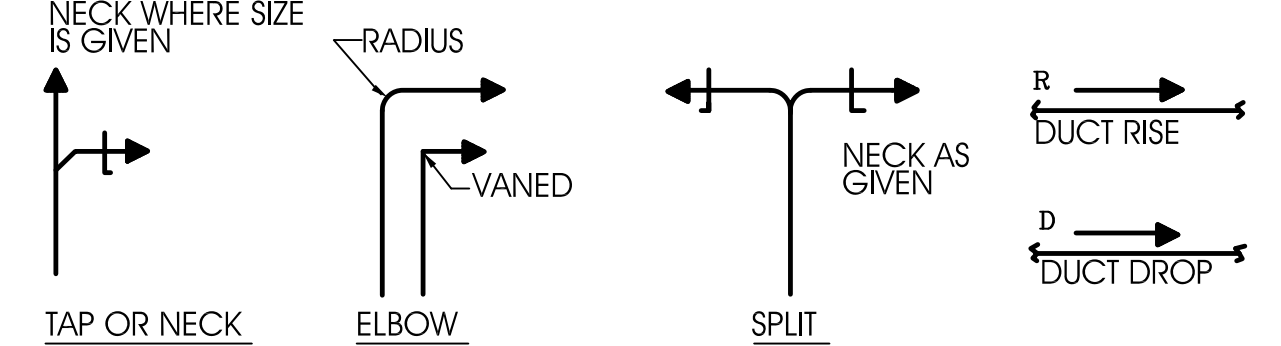 NECK WHERE SIZE
IS GIVEN
TAP OR NECK
RADIUS
VANED
ELBOW
NECK AS
GIVEN
SPLIT
R
DUCT RISE
D
DUCT DROP